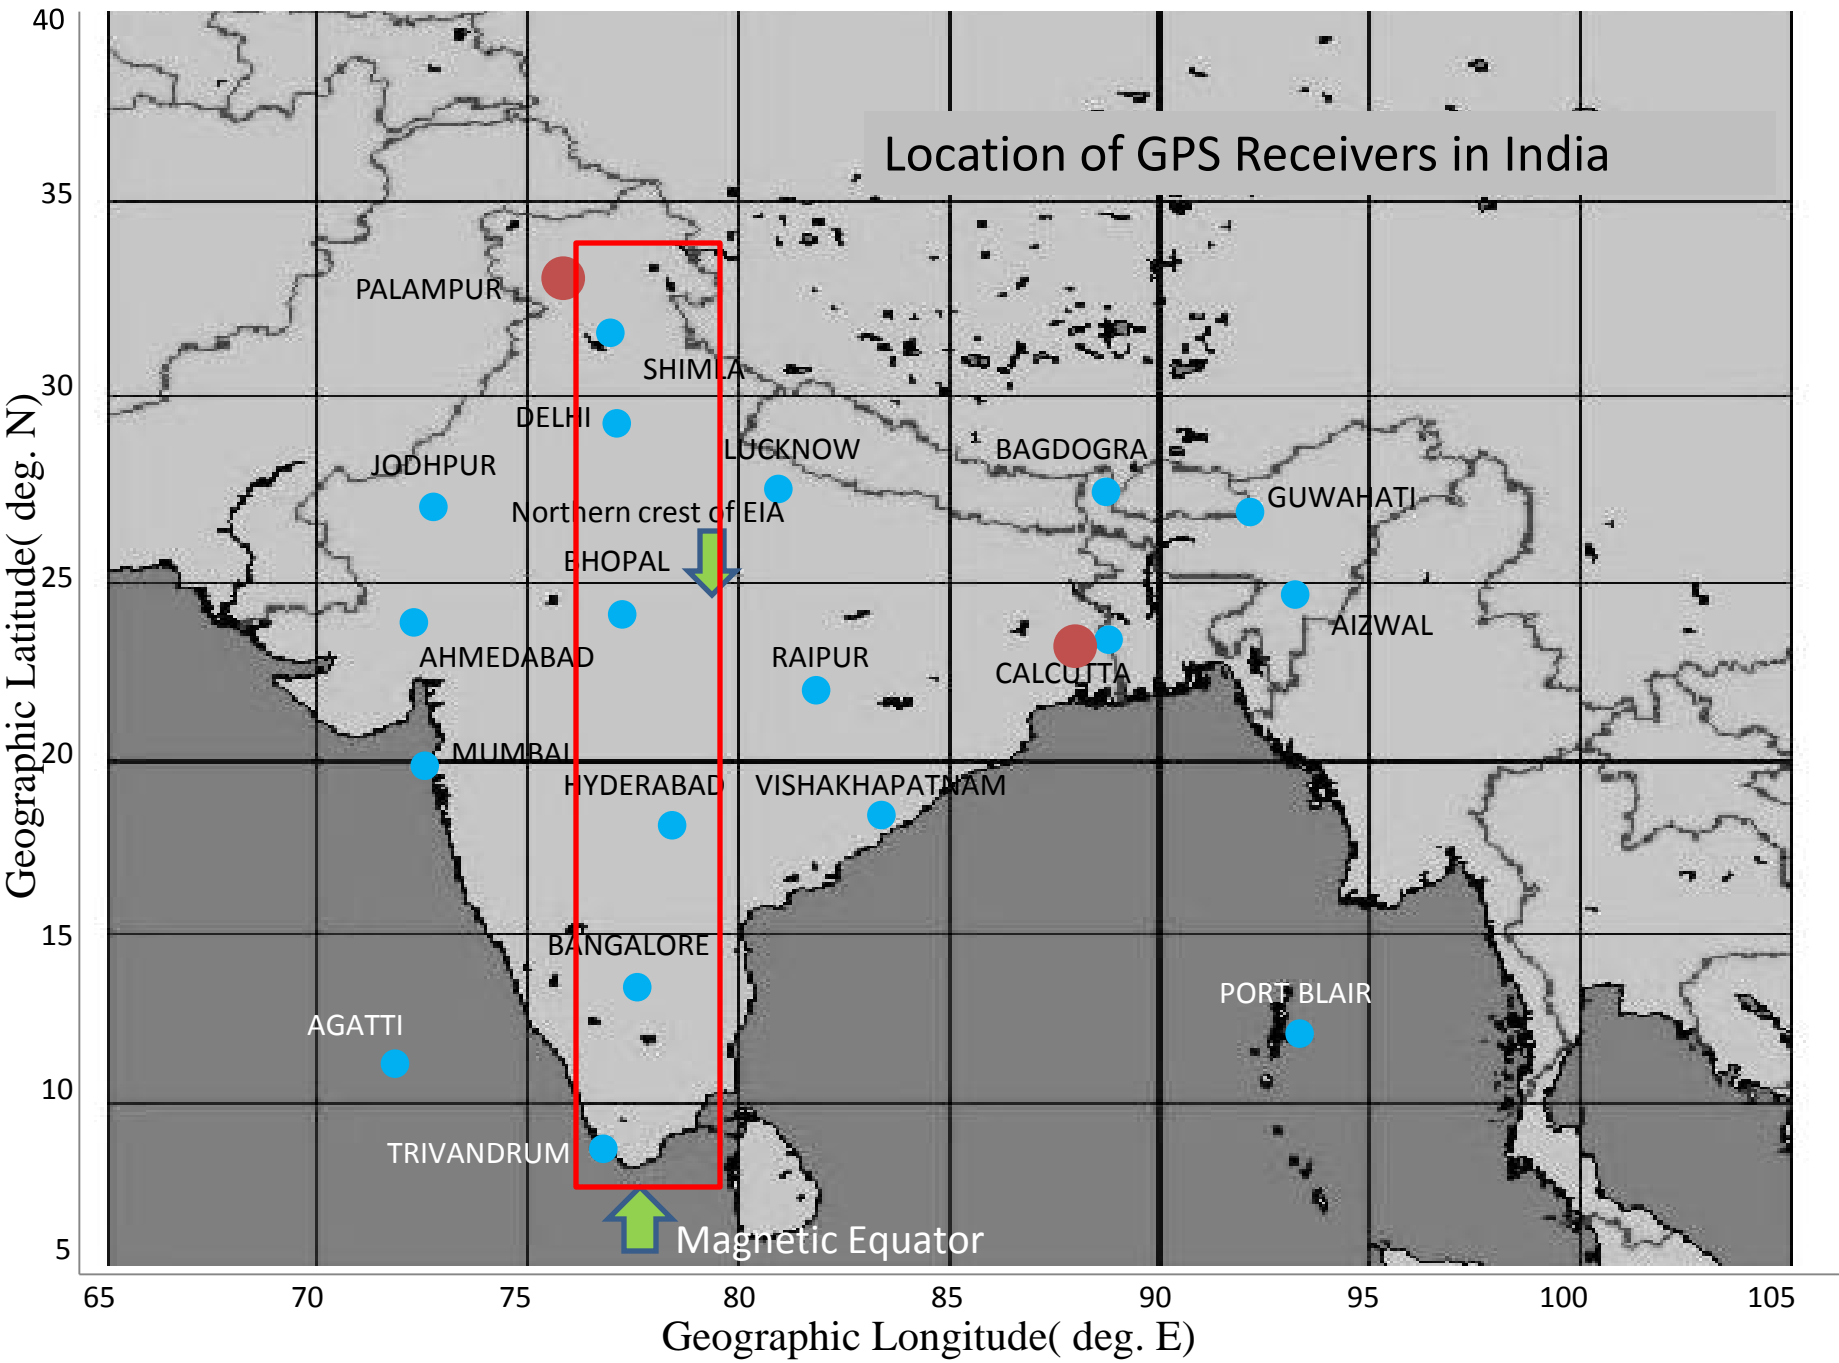 40
Location of GPS Receivers in India
35
PALAMPUR
SHIMLA
30
DELHI
LUCKNOW
BAGDOGRA
JODHPUR
GUWAHATI
Northern crest of EIA
BHOPAL
25
AIZWAL
AHMEDABAD
RAIPUR
CALCUTTA
MUMBAI
20
HYDERABAD
VISHAKHAPATNAM
15
BANGALORE
PORT BLAIR
AGATTI
10
TRIVANDRUM
Magnetic Equator
5
Geographic Latitude( deg. N)
65 70 75 80 85 90 95 100 105
Geographic Longitude( deg. E)